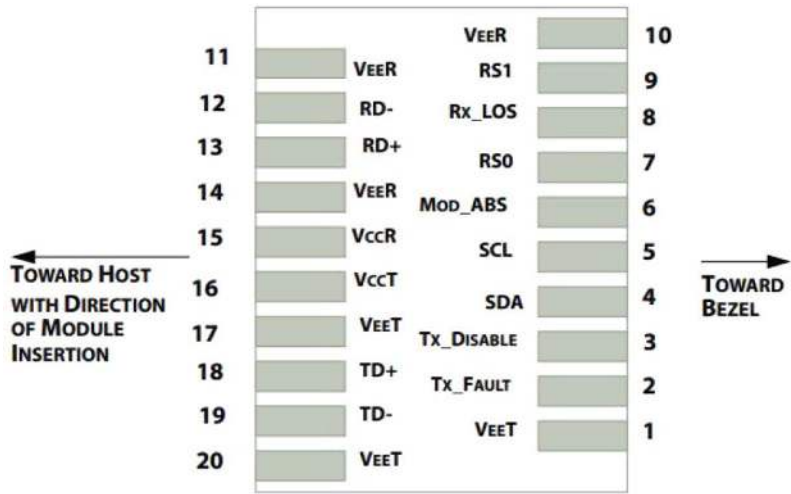 11 VEER
12 RD-
13 RD+
14 VEER
15 VCCR
16 VCCT
17 VEET
18 TD+
19 TD-
20 VEET
VEER 10
RS1 9
RX_LOS 8
RS0 7
MOD_ABS 6
SCL 5
SDA 4
TX_DISABLE 3
TX_FAULT 2
VEET 1
TOWARD HOST
WITH DIRECTION
OF MODULE
INSERTION
TOWARD
BEZEL